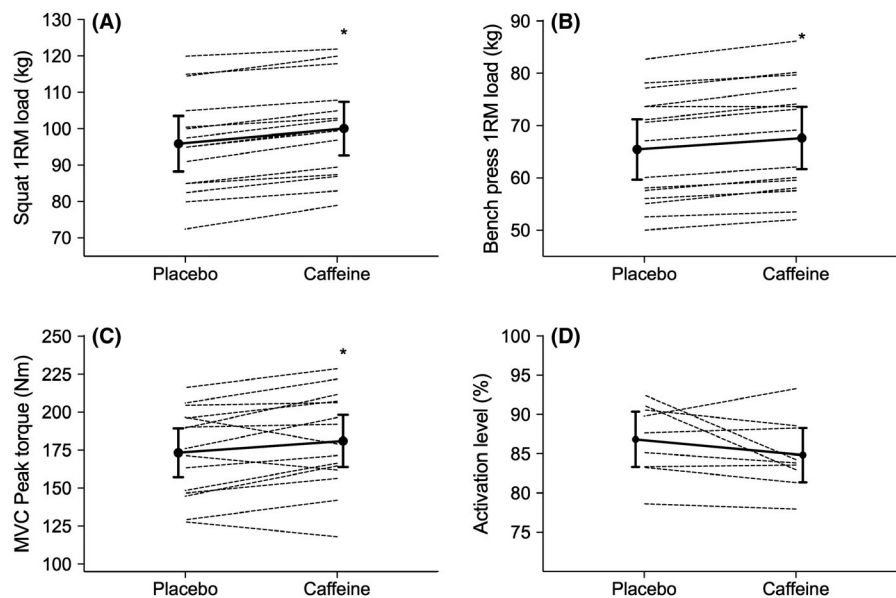 (A)
*
Squat 1RM load (kg)
130
120
110
100
90
80
70
Placebo
Caffeine
(B)
*
Bench press 1RM load (kg)
90
80
70
60
50
Placebo
Caffeine
(C)
*
MVC Peak torque (Nm)
250
225
200
175
150
125
100
Placebo
Caffeine
(D)
Activation level (%)
100
95
90
85
80
75
Placebo
Caffeine